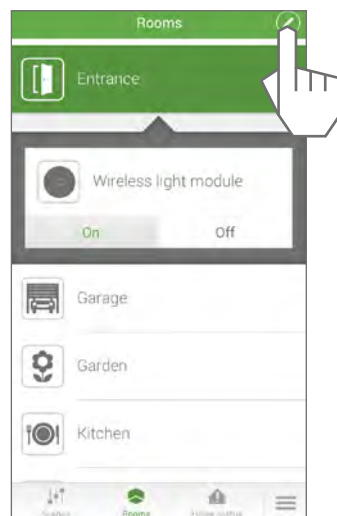 Rooms
Entrance
Wireless light module
On Off
Garage
Garden
Kitchen
Rooms